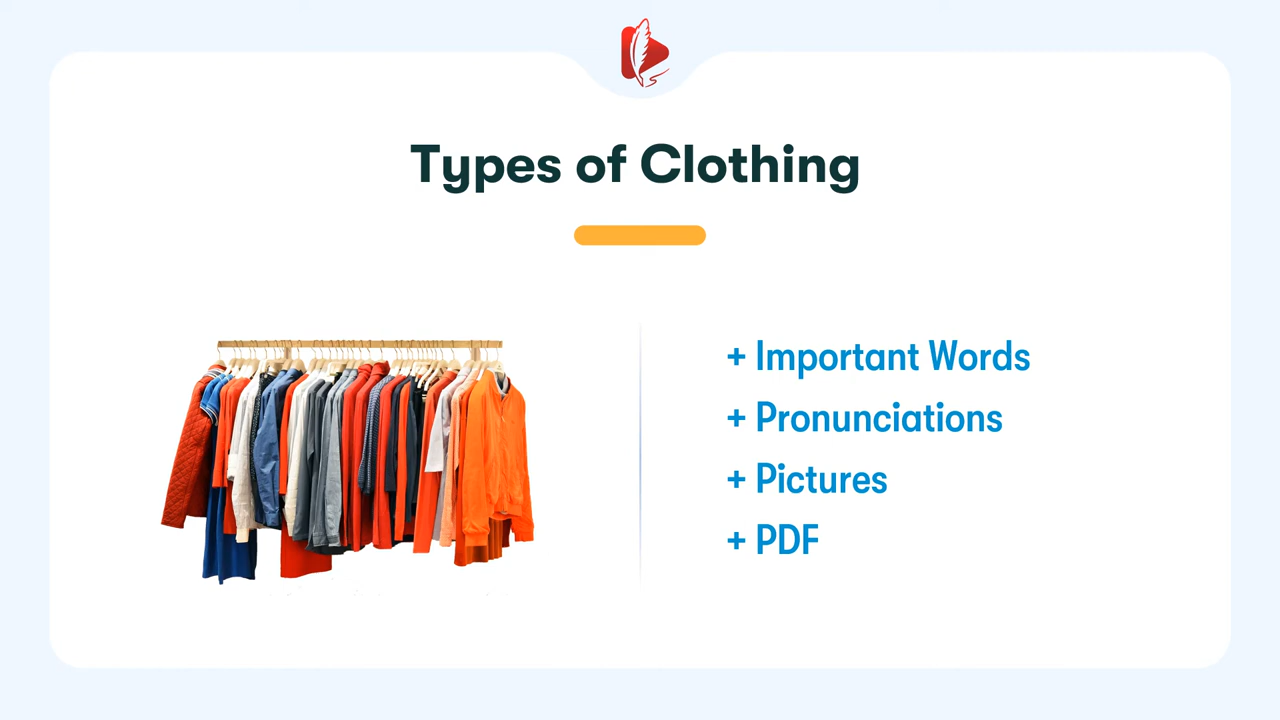 Types of Clothing
+ Important Words
+ Pronunciations
+ Pictures
+ PDF